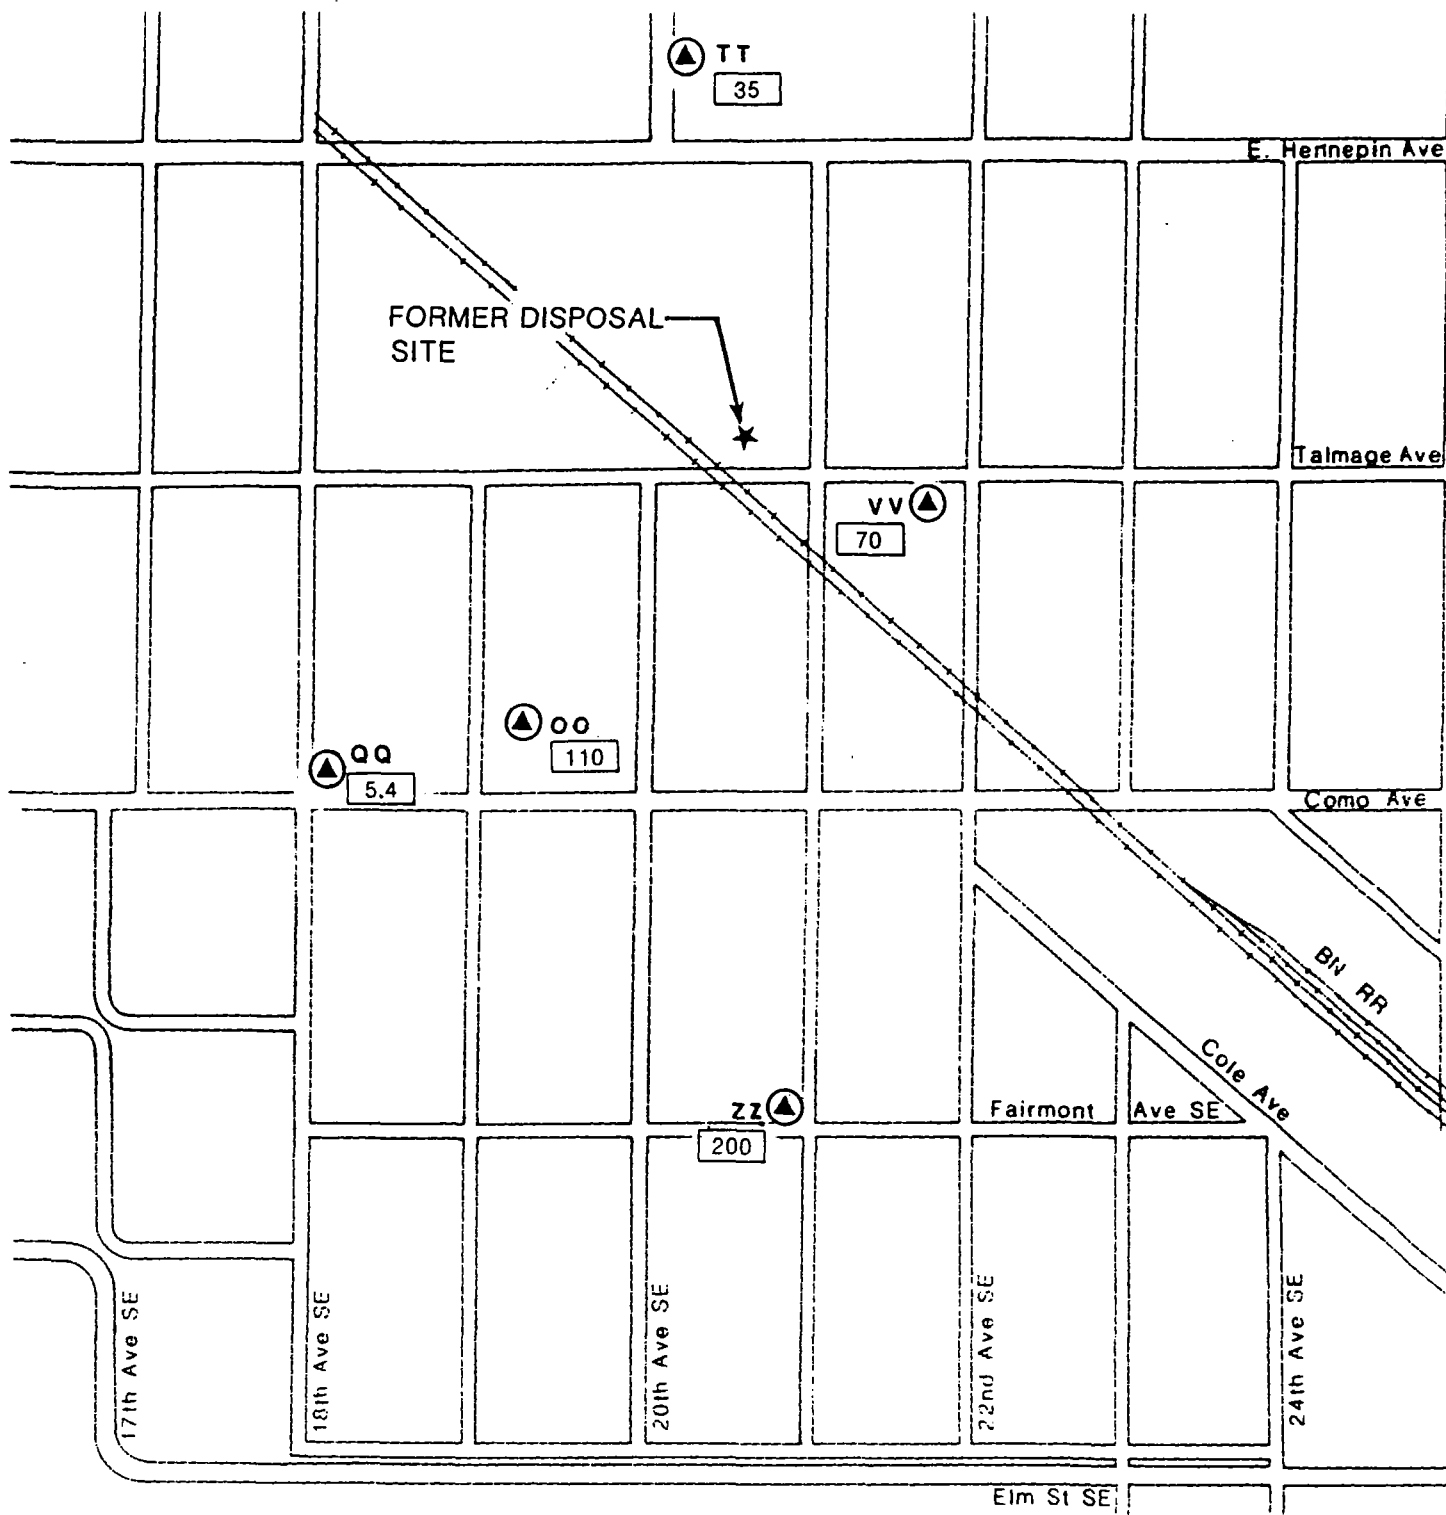 TT
35
E. Hennepin Ave
FORMER DISPOSAL
SITE
Talmage Ave
VV
70
OO
110
QQ
5.4
Como Ave
BN RR
Cole Ave
ZZ
200
Fairmont Ave SE
17th Ave SE
18th Ave SE
20th Ave SE
22nd Ave SE
24th Ave SE
Elm St SE